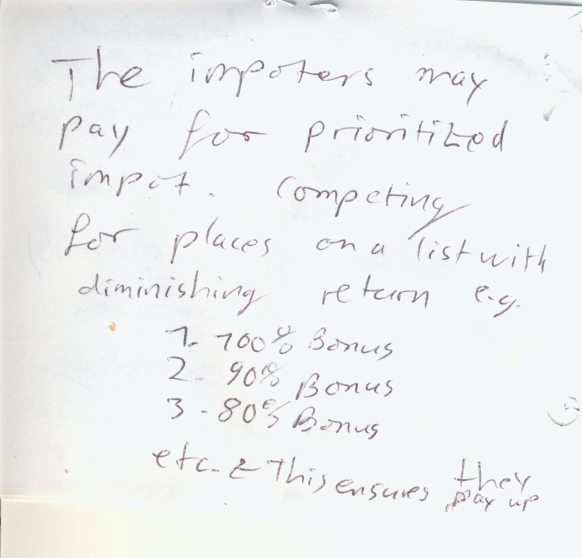 The impoters may
pay for prioritized
impot. Competing
for places on a list with
diminishing return e.g.
1- 100% Bonus
2- 90% Bonus
3 - 80% Bonus
etc. & This ensures they
pay up